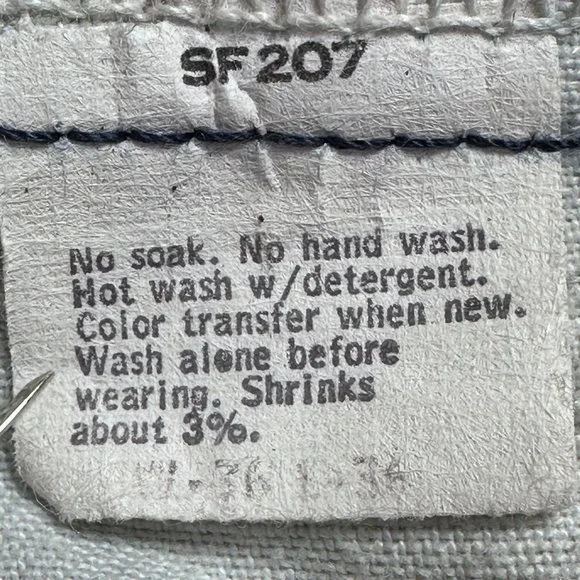 SF 207
No soak. No hand wash.
Hot wash w/detergent.
Color transfer when new.
Wash alone before
wearing. Shrinks
about 3%.